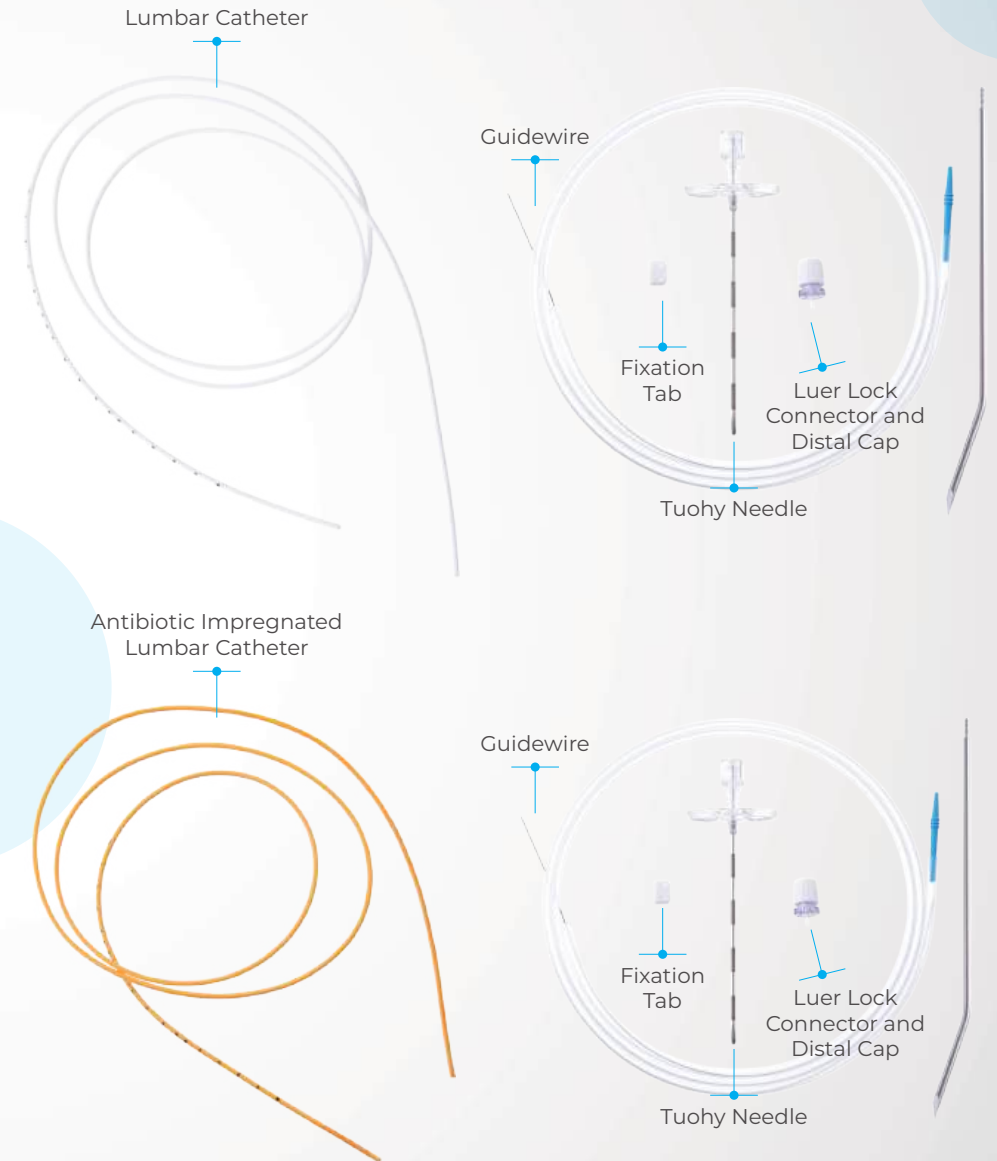 Lumbar Catheter
Guidewire
Fixation
Tab
Luer Lock
Connector and
Distal Cap
Tuohy Needle
Antibiotic Impregnated
Lumbar Catheter
Guidewire
Fixation
Tab
Luer Lock
Connector and
Distal Cap
Tuohy Needle